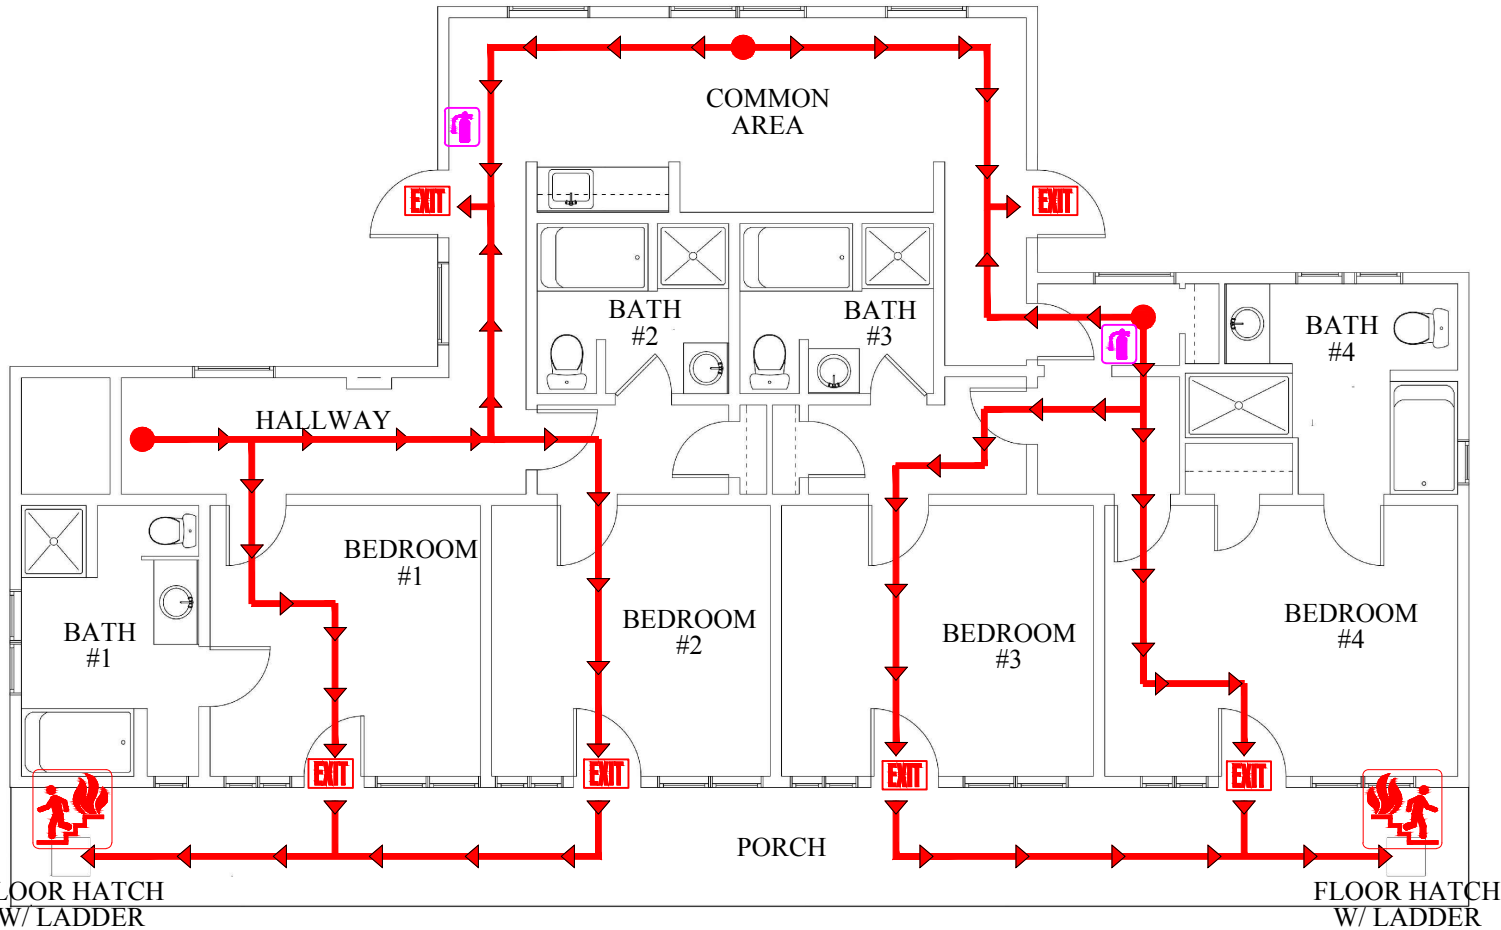 COMMON
AREA
EXIT
EXIT
BATH
#2
BATH
#3
BATH
#4
HALLWAY
BEDROOM
#1
BEDROOM
#2
BEDROOM
#3
BEDROOM
#4
BATH
#1
EXIT
EXIT
EXIT
EXIT
PORCH
LOOR HATCH
W/ LADDER
FLOOR HATCH
W/ LADDER